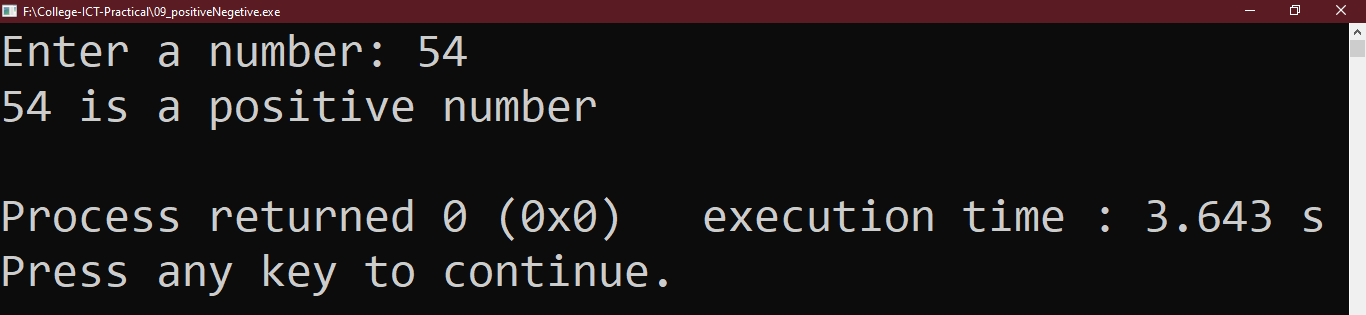 F:\College-ICT-Practical\09_positiveNegetive.exe
Enter a number: 54
54 is a positive number
Process returned 0 (0x0)   execution time : 3.643 s
Press any key to continue.